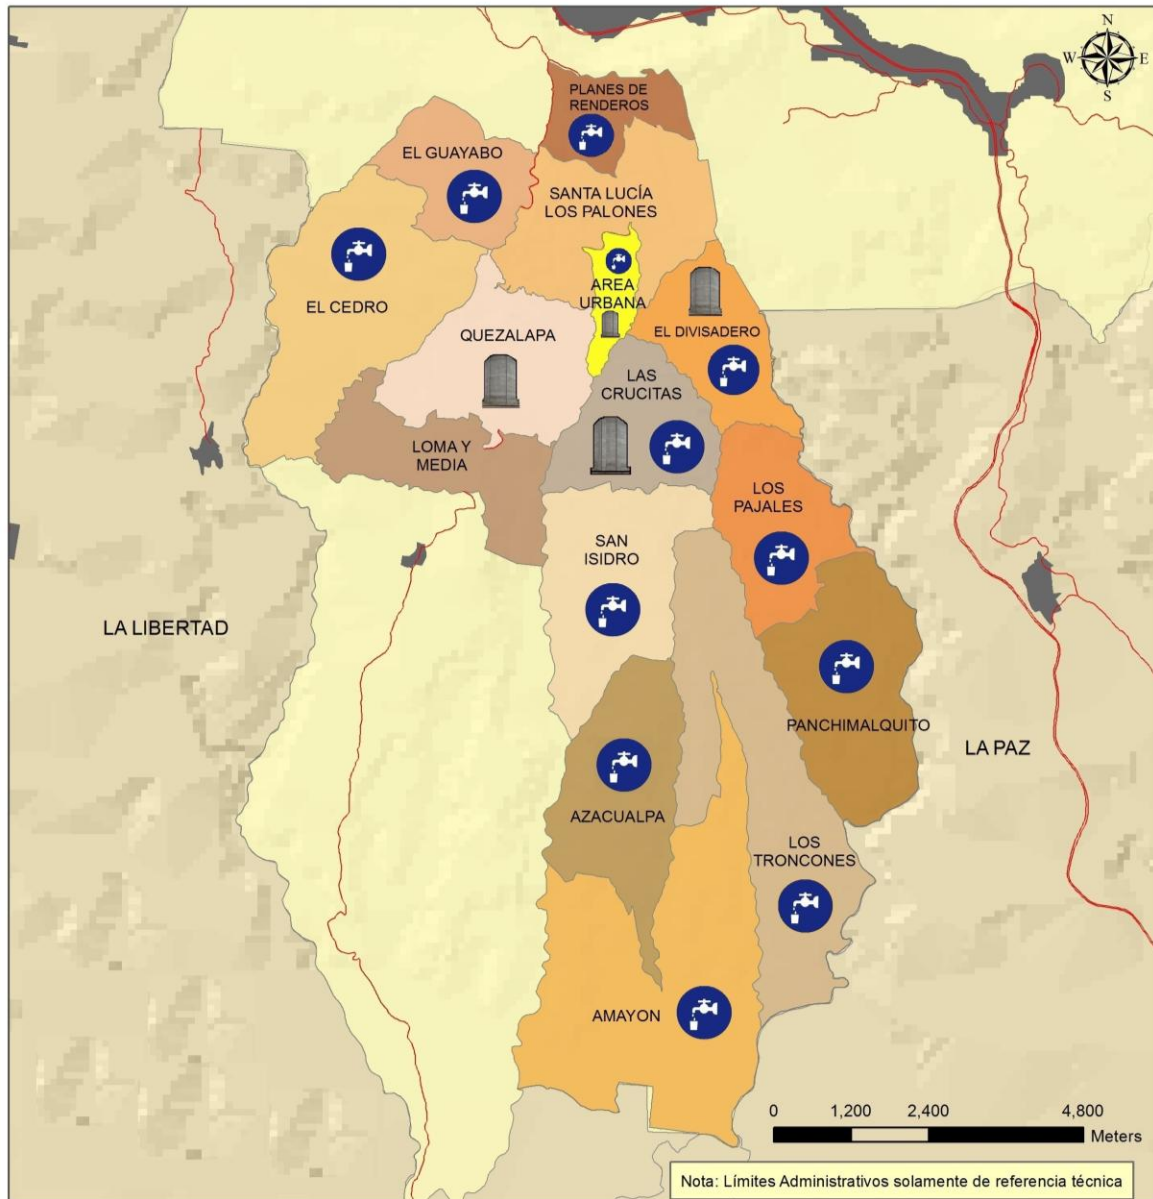 N
W E
S
PLANES DE
RENDEROS
EL GUAYABO
SANTA LUCÍA
LOS PALONES
EL CEDRO
AREA
URBANA
QUEZALAPA
EL DIVISADERO
LAS
CRUCITAS
LOMA Y
MEDIA
LOS
PAJALES
SAN
ISIDRO
LA LIBERTAD
PANCHIMALQUITO
LA PAZ
AZACUALPA
LOS
TRONCONES
AMAYON
0 1,200 2,400 4,800
Meters
Nota: Límites Administrativos solamente de referencia técnica